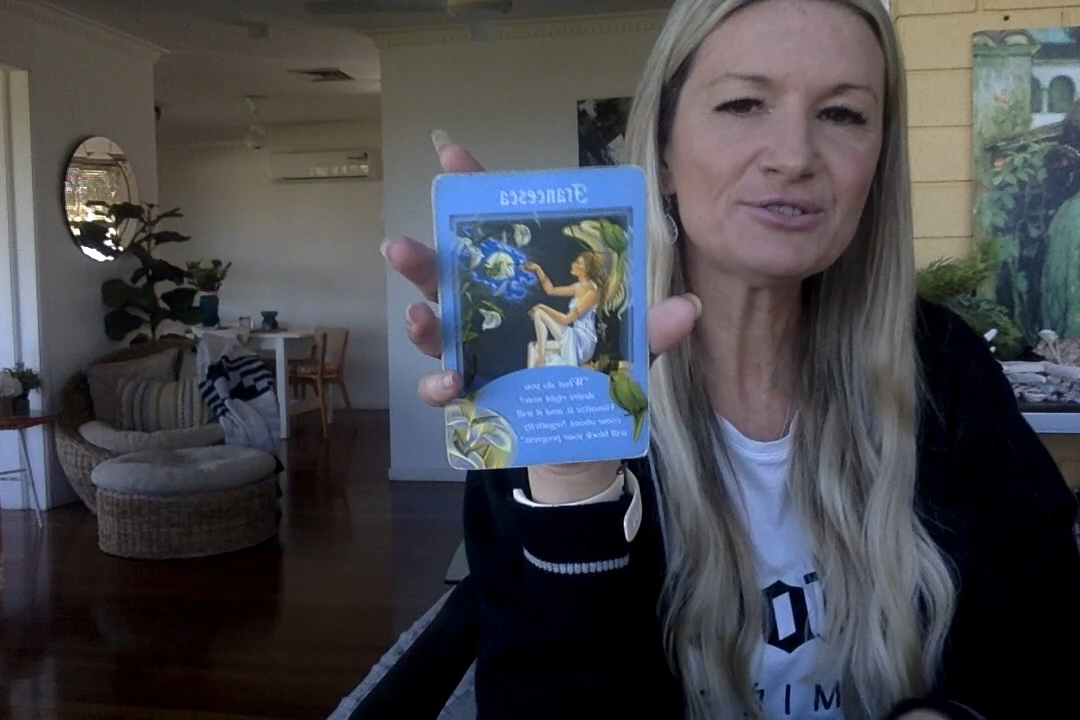 Francesca
"What do you
desire right now?
Visualize it, and it will
come about. Negativity
will block your progress."
IM